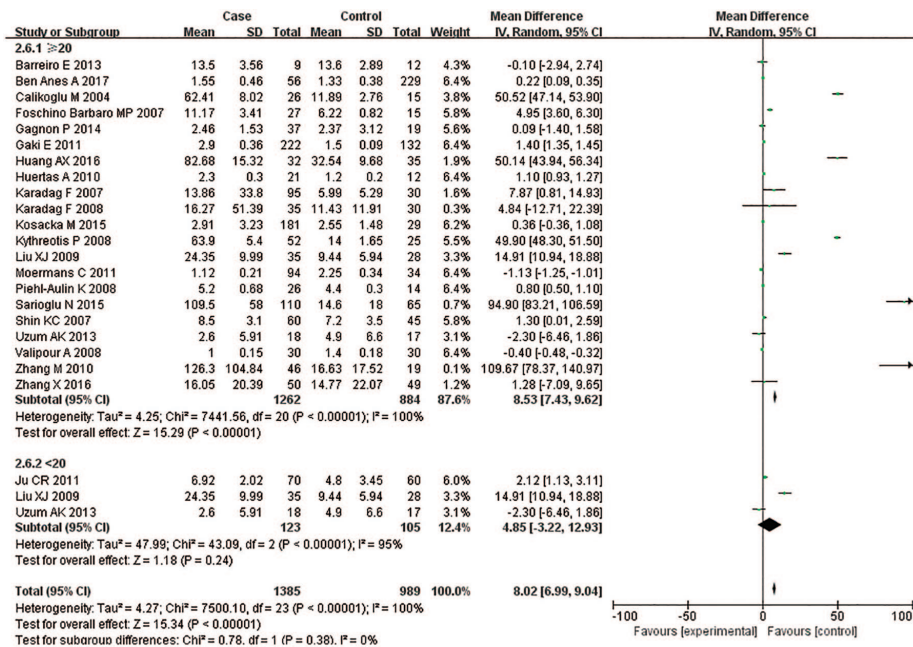 Case Control Mean Difference Mean Difference
Study or Subgroup Mean SD Total Mean SD Total Weight IV, Random, 95% CI IV, Random, 95% CI
2.6.1 ≥20
Barreiro E 2013 13.5 3.56 9 13.6 2.89 12 4.3% -0.10 [-2.94, 2.74]
Ben Anes A 2017 1.55 0.46 56 1.33 0.38 229 6.1% 0.22 [0.09, 0.35]
Calikoglu M 2004 62.41 8.02 26 11.89 2.76 15 3.8% 50.52 [47.14, 53.90]
Foschino Barbaro MP 2007 11.17 3.41 27 6.22 0.82 15 5.8% 4.95 [3.60, 6.30]
Gagnon P 2014 2.46 1.53 37 2.37 3.12 19 5.7% 0.09 [-1.40, 1.58]
Gaki E 2011 2.9 0.36 222 1.5 0.09 132 6.1% 1.40 [1.35, 1.45]
Huang AX 2016 82.68 15.32 32 32.54 9.68 35 1.9% 50.14 [43.94, 56.34]
Huertas A 2010 2.3 0.3 21 1.2 0.2 12 6.1% 1.10 [0.93, 1.27]
Karadag F 2007 13.86 33.8 95 5.99 5.29 30 1.6% 7.87 [0.81, 14.93]
Karadag F 2008 16.27 51.39 35 11.43 11.91 30 0.3% 4.84 [-12.71, 22.39]
Kosacka M 2015 2.91 3.23 181 2.55 1.48 29 6.0% 0.36 [-0.36, 1.08]
Kythreotis P 2008 63.9 5.4 52 14 1.65 25 5.6% 49.90 [48.30, 51.50]
Liu XJ 2009 24.35 9.99 35 9.44 5.94 28 3.3% 14.91 [10.94, 18.88]
Moermans C 2011 1.12 0.21 94 2.25 0.34 34 6.1% -1.13 [-1.25, -1.01]
Piehl-Aulin K 2008 5.2 0.68 26 4.4 0.3 14 6.1% 0.80 [0.50, 1.10]
Sarioglu N 2015 109.5 58 110 14.6 18 65 0.7% 94.90 [83.21, 106.59]
Shin KC 2007 8.5 3.1 60 7.2 3.5 45 5.8% 1.30 [0.01, 2.59]
Uzum AK 2013 2.6 5.91 18 4.9 6.6 17 3.1% -2.30 [-6.46, 1.86]
Valipour A 2008 1 0.15 30 1.4 0.18 30 6.1% -0.40 [-0.48, -0.32]
Zhang M 2010 126.3 104.84 46 16.63 17.52 19 0.1% 109.67 [78.37, 140.97]
Zhang X 2016 16.05 20.39 50 14.77 22.07 49 1.2% 1.28 [-7.09, 9.65]
Subtotal (95% CI) 1262 884 87.6% 8.53 [7.43, 9.62]
Heterogeneity: Tau² = 4.25; Chi² = 7441.56, df = 20 (P < 0.00001); I² = 100%
Test for overall effect: Z = 15.29 (P < 0.00001)
2.6.2 <20
Ju CR 2011 6.92 2.02 70 4.8 3.45 60 6.0% 2.12 [1.13, 3.11]
Liu XJ 2009 24.35 9.99 35 9.44 5.94 28 3.3% 14.91 [10.94, 18.88]
Uzum AK 2013 2.6 5.91 18 4.9 6.6 17 3.1% -2.30 [-6.46, 1.86]
Subtotal (95% CI) 123 105 12.4% 4.85 [-3.22, 12.93]
Heterogeneity: Tau² = 47.99; Chi² = 43.09, df = 2 (P < 0.00001); I² = 95%
Test for overall effect: Z = 1.18 (P = 0.24)
Total (95% CI) 1385 989 100.0% 8.02 [6.99, 9.04]
Heterogeneity: Tau² = 4.27; Chi² = 7500.10, df = 23 (P < 0.00001); I² = 100%
Test for overall effect: Z = 15.34 (P < 0.00001)
Test for subgroup differences: Chi² = 0.78, df = 1 (P = 0.38), I² = 0%
-100 -50 0 50 100
Favours [experimental] Favours [control]